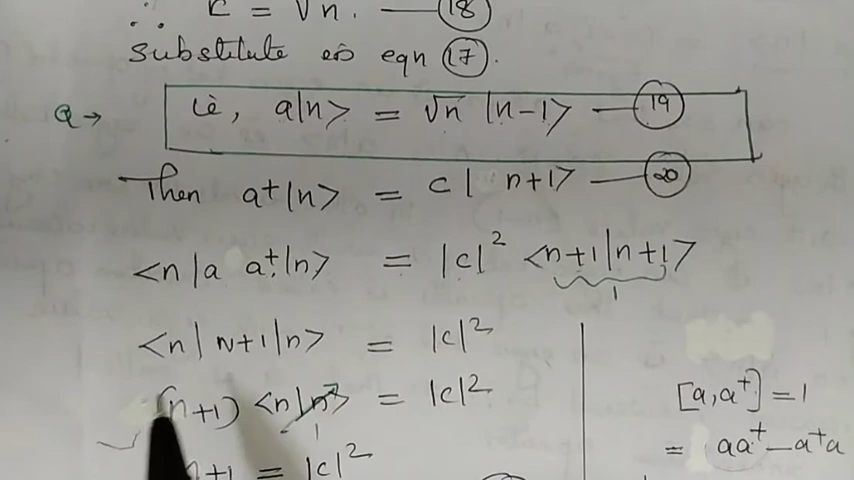 ∴ C = √n. — (18)
substitute in eqn (17).
Q → ie, a|n> = √n |n-1> — (19)
Then a⁺|n> = c| n+1> — (20)
<n|a a⁺|n> = |c|² <n+1|n+1>
1
<n| N+1|n> = |c|²
(n+1) <n|n> = |c|²
1
n+1 = |c|²
[a,a⁺] = 1
= aa⁺ - a⁺a